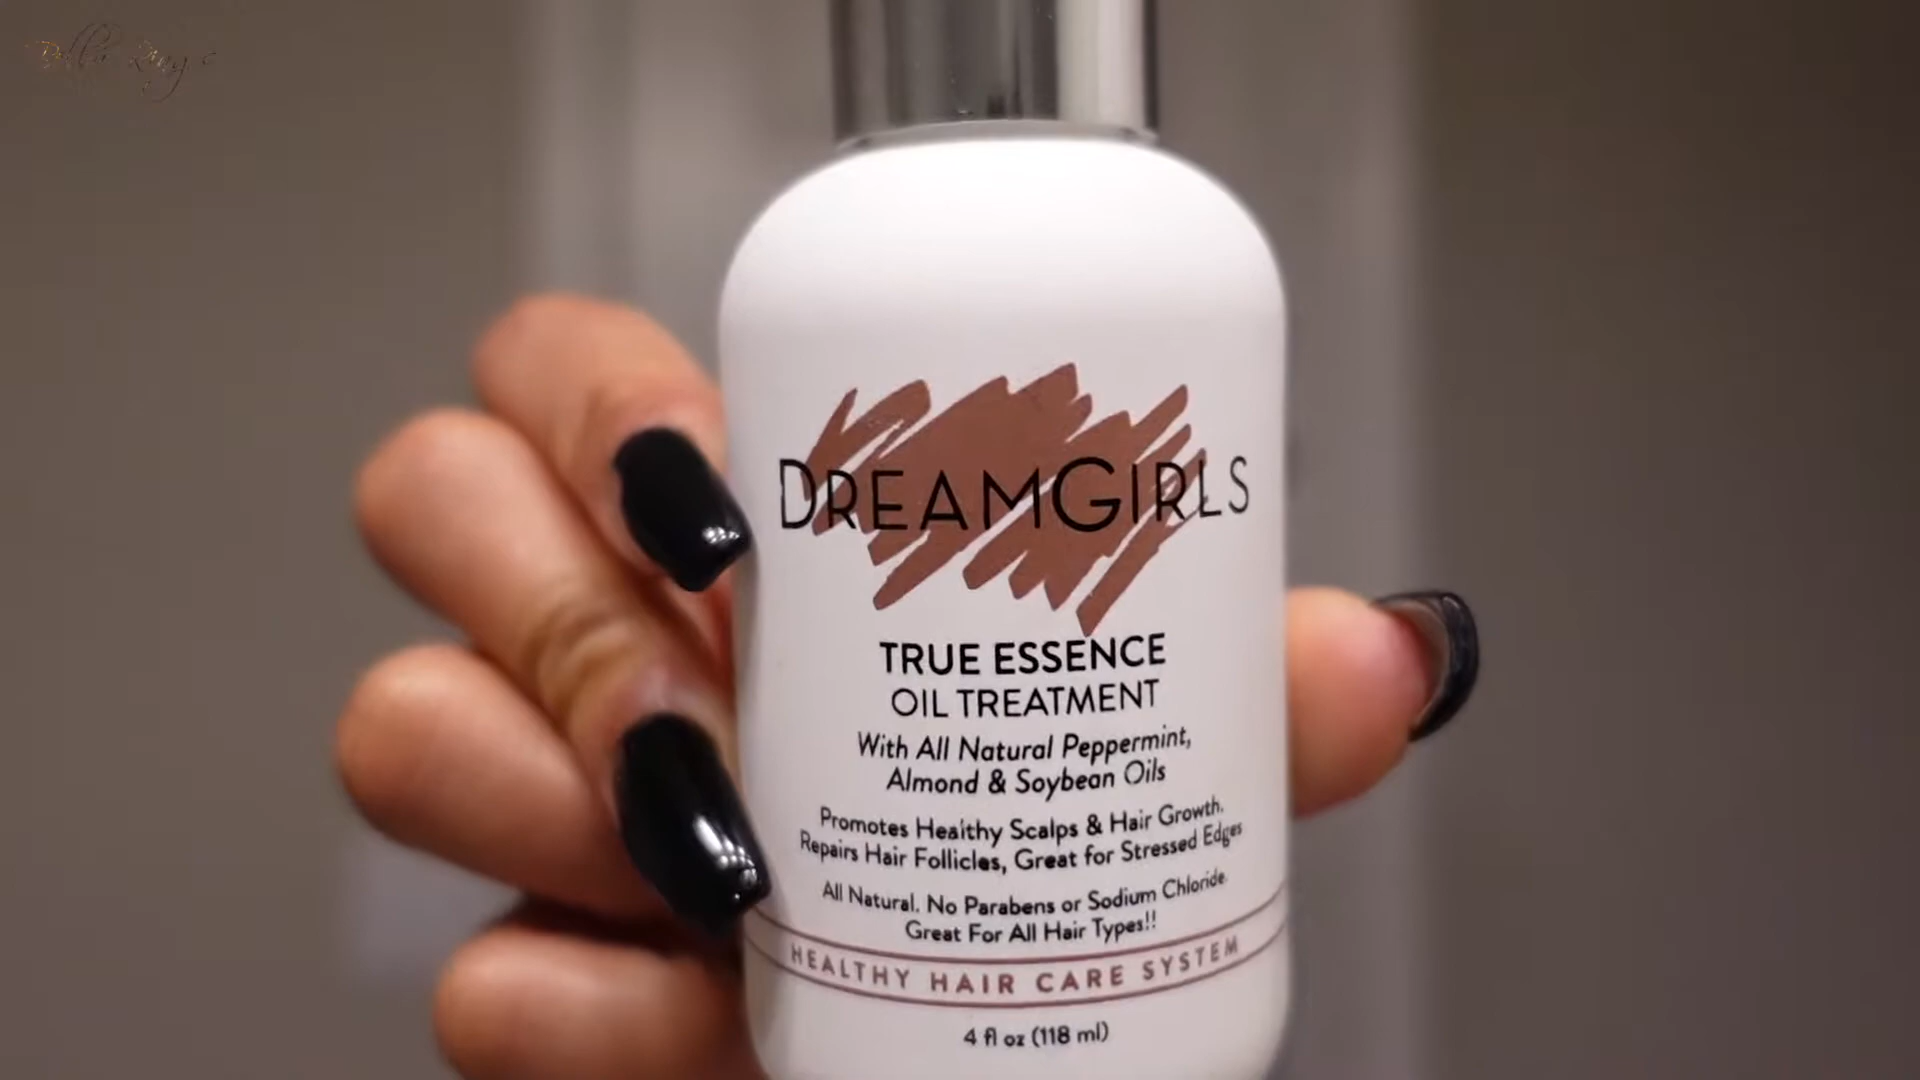 DREAMGIRLS
TRUE ESSENCE
OIL TREATMENT
With All Natural Peppermint,
Almond & Soybean Oils
Promotes Healthy Scalps & Hair Growth.
Repairs Hair Follicles, Great for Stressed Edges
All Natural. No Parabens or Sodium Chloride.
Great For All Hair Types!!
HEALTHY HAIR CARE SYSTEM
4 fl oz (118 ml)